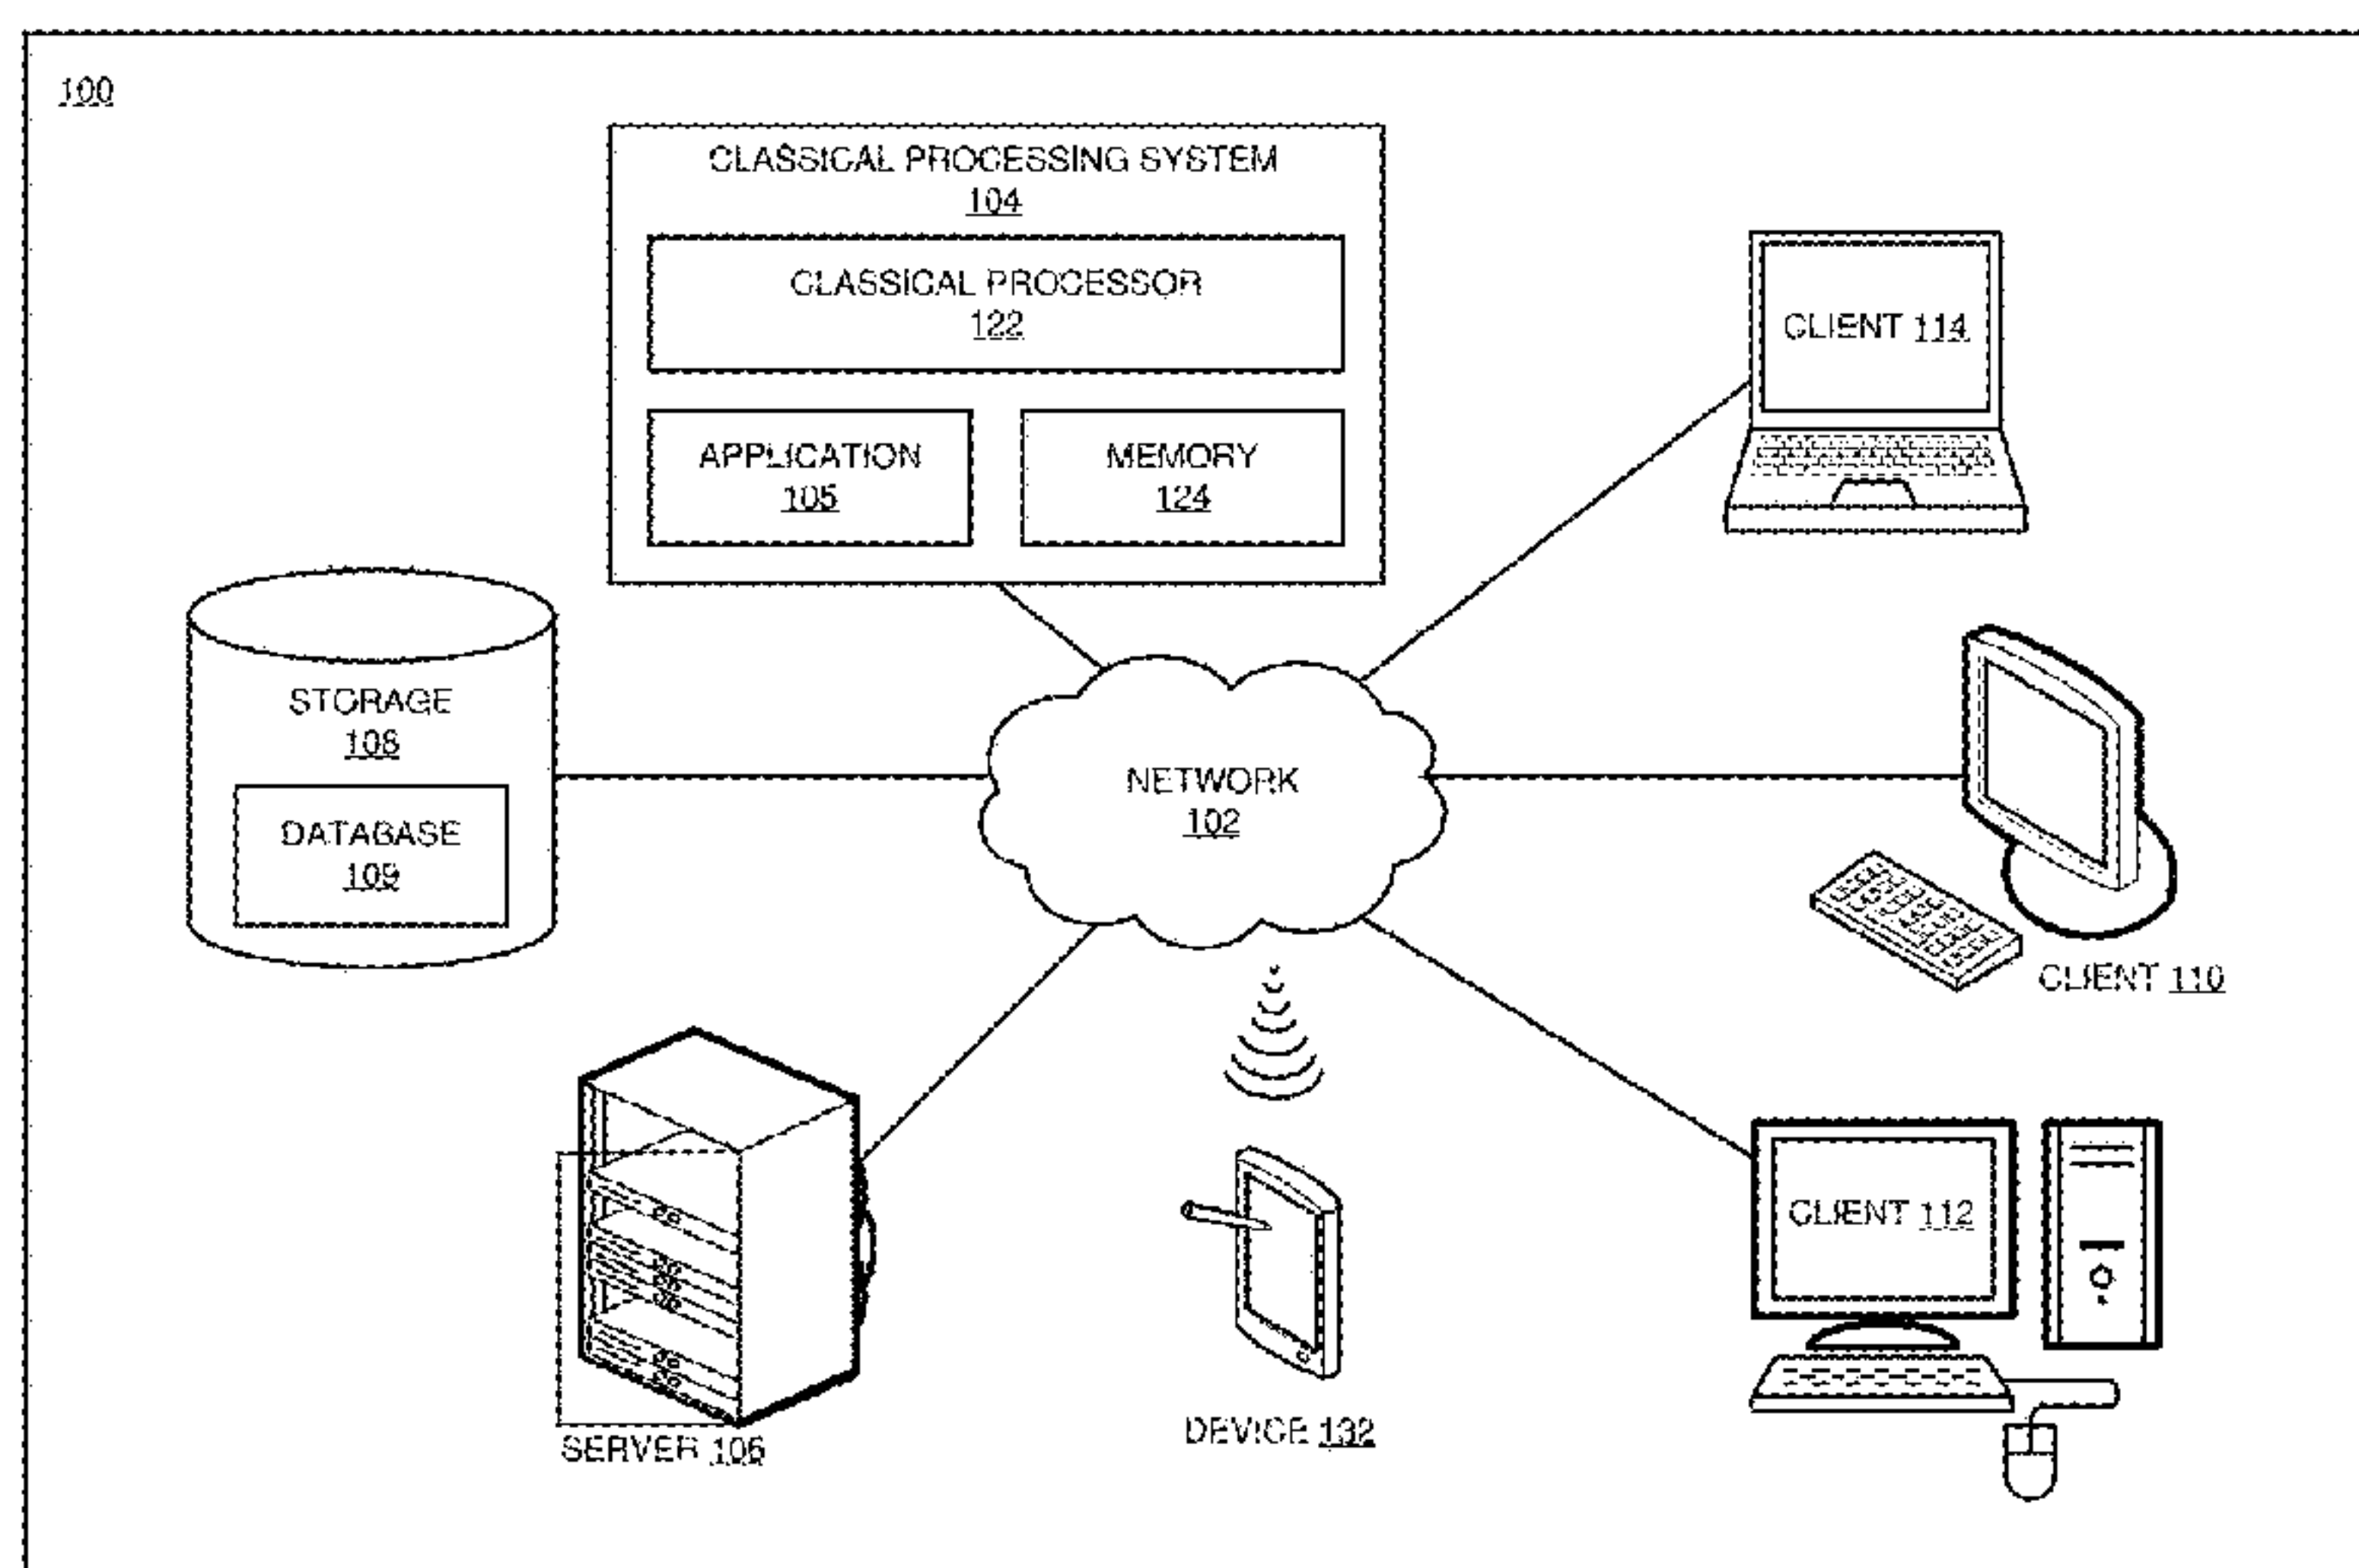 100
CLASSICAL PROCESSING SYSTEM
104
CLASSICAL PROCESSOR
122
APPLICATION
105
MEMORY
124
CLIENT 114
STORAGE
108
DATABASE
109
NETWORK
102
CLIENT 110
CLIENT 112
SERVER 106
DEVICE 132